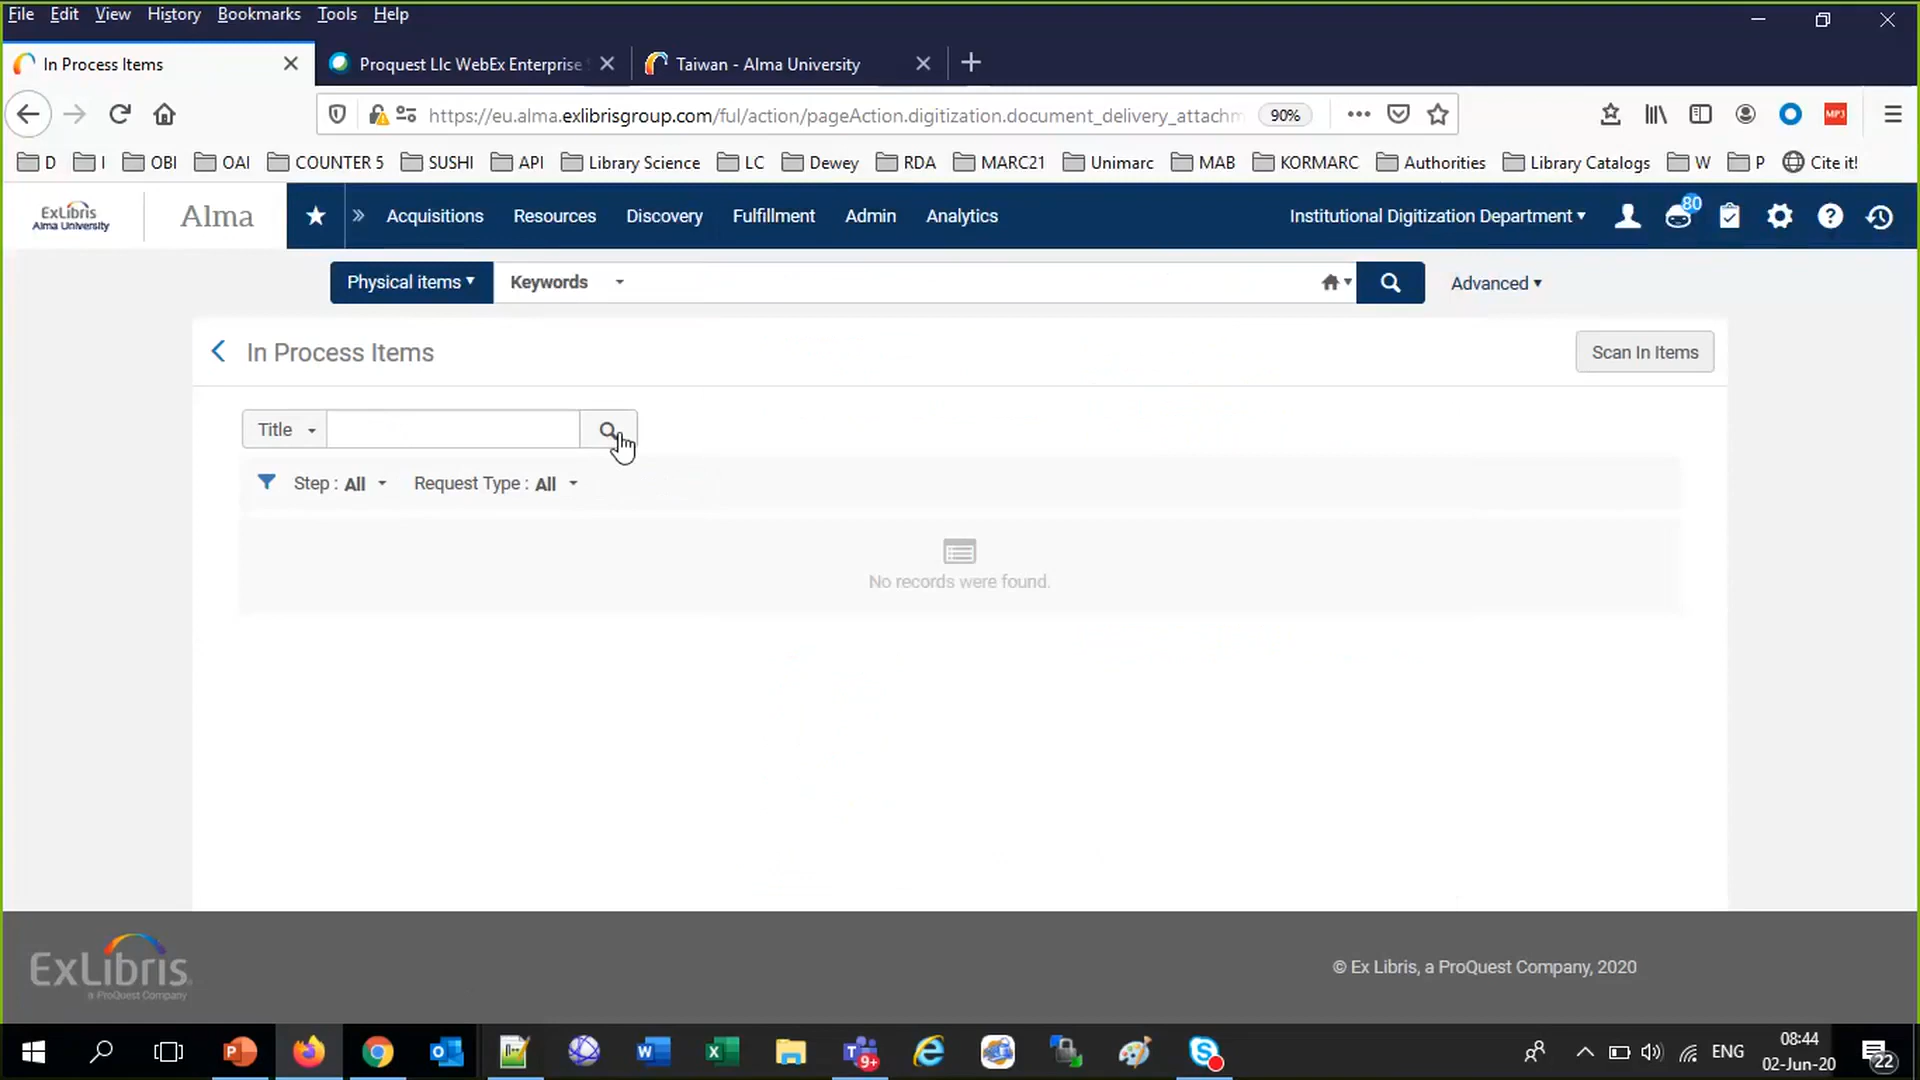 File Edit View History Bookmarks Tools Help
In Process Items
Proquest Llc WebEx Enterprise
Taiwan - Alma University
https://eu.alma.exlibrisgroup.com/ful/action/pageAction.digitization.document_delivery_attachm
90%
MP3
D I OBI OAI COUNTER 5 SUSHI API Library Science LC Dewey RDA MARC21 Unimarc MAB KORMARC Authorities Library Catalogs W P Cite it!
ExLibris
Alma University
Alma
Acquisitions Resources Discovery Fulfillment Admin Analytics
Institutional Digitization Department
80
Physical items Keywords Advanced
In Process Items
Scan In Items
Title
Step : All Request Type : All
No records were found.
ExLibris
a ProQuest Company
© Ex Libris, a ProQuest Company, 2020
9+
ENG
08:44
02-Jun-20
22